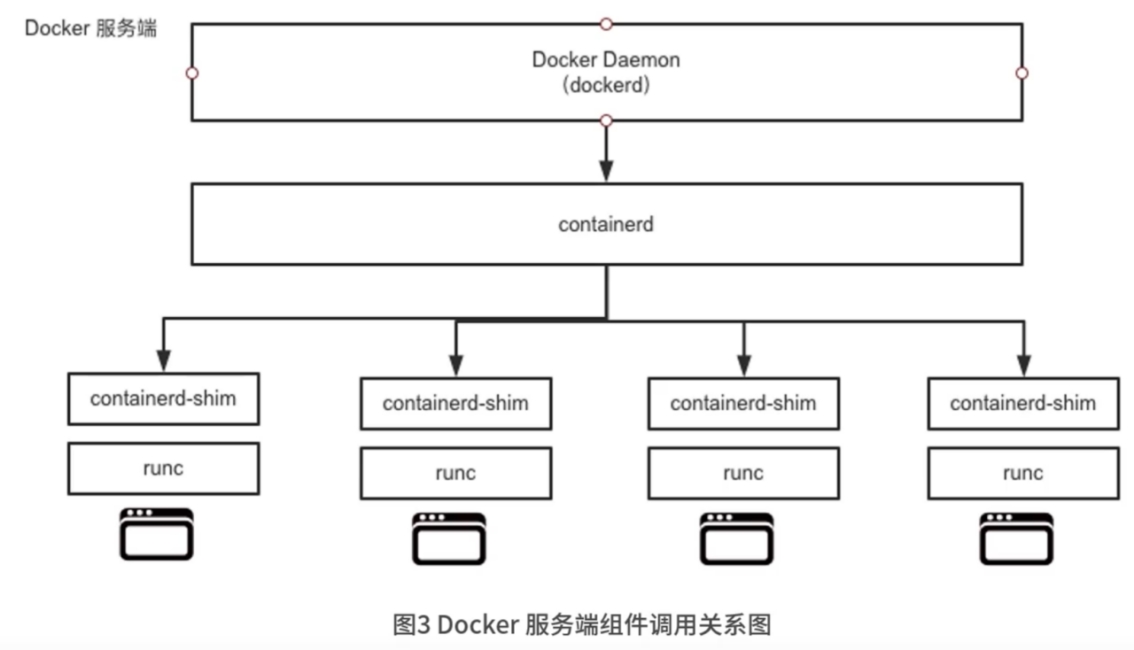 Docker 服务端
Docker Daemon
（dockerd）
containerd
containerd-shim
containerd-shim
containerd-shim
containerd-shim
runc
runc
runc
runc
图3 Docker 服务端组件调用关系图